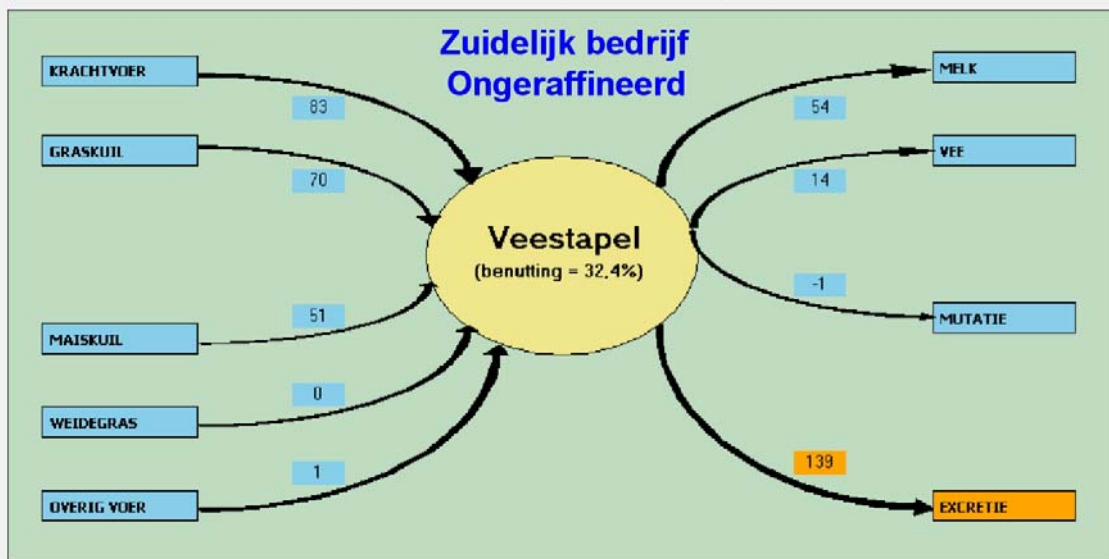 Zuidelijk bedrijf
Ongeraffineerd
KRACHTVOER
83
GRASKUIL
70
MAISKUIL
51
WEIDEGRAS
0
OVERIG VOER
1
Veestapel
(benutting = 32,4%)
MELK
54
VEE
14
-1
MUTATIE
139
EXCRETIE